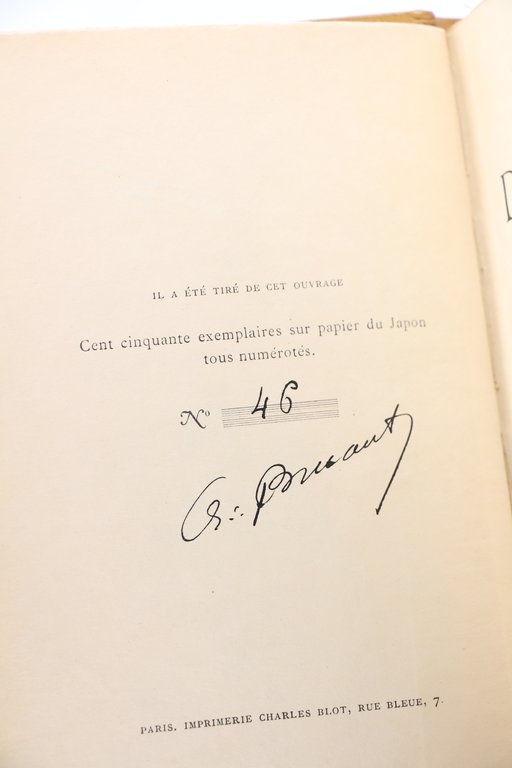 IL A ÉTÉ TIRÉ DE CET OUVRAGE
Cent cinquante exemplaires sur papier du Japon
tous numérotés.
No 46
A∴ Bruant
PARIS. IMPRIMERIE CHARLES BLOT, RUE BLEUE, 7.